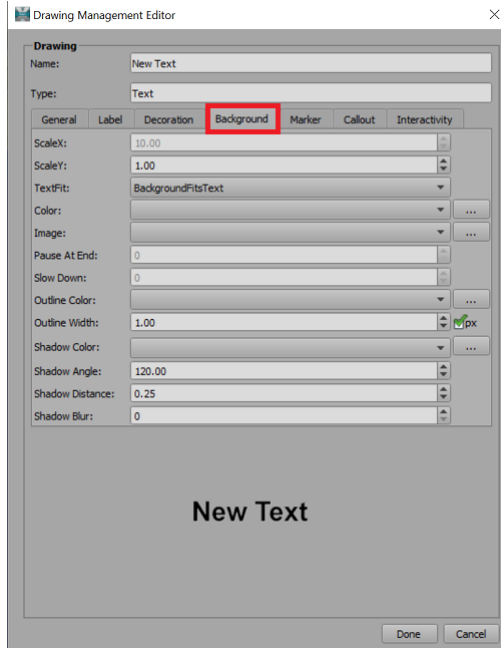 Drawing Management Editor
Drawing
Name: New Text
Type: Text
General Label Decoration Background Marker Callout Interactivity
ScaleX: 10.00
ScaleY: 1.00
TextFit: BackgroundFitsText
Color: ...
Image: ...
Pause At End: 0
Slow Down: 0
Outline Color: ...
Outline Width: 1.00 px
Shadow Color: ...
Shadow Angle: 120.00
Shadow Distance: 0.25
Shadow Blur: 0
New Text
Done Cancel